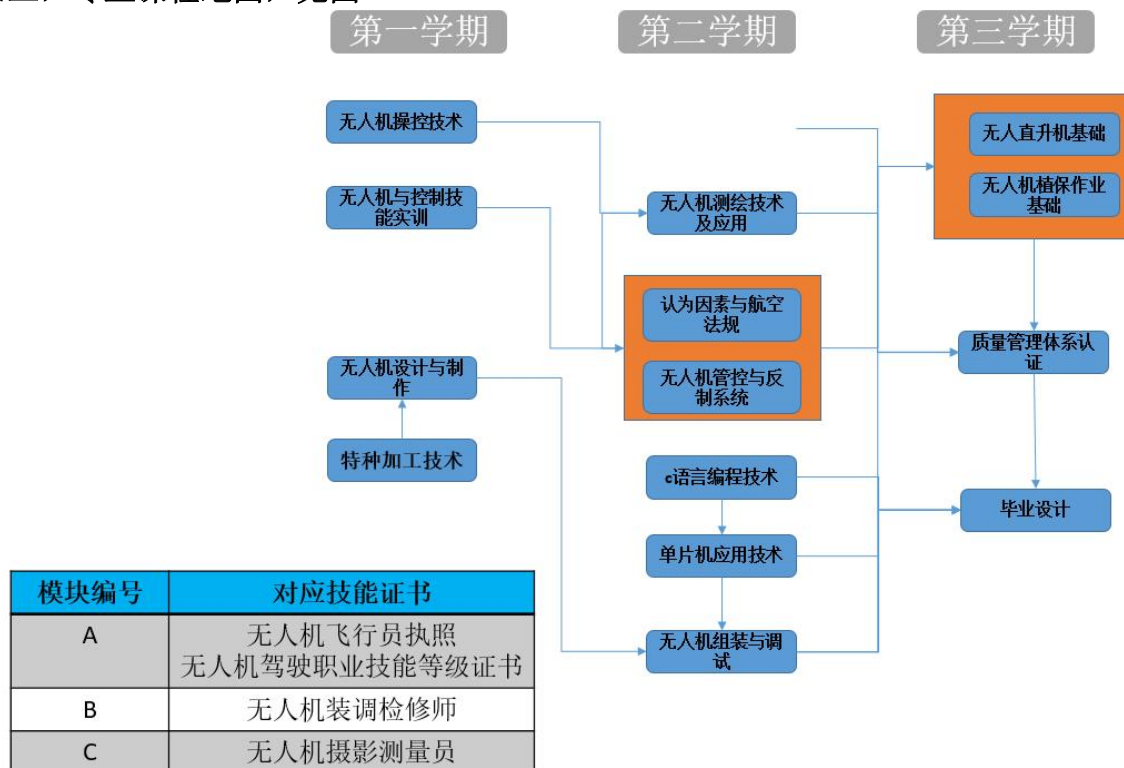 第一学期
第二学期
第三学期
无人机操控技术
无人机与控制技
能实训
无人机设计与制
作
特种加工技术
无人机测绘技术
及应用
认为因素与航空
法规
无人机管控与反
制系统
c语言编程技术
单片机应用技术
无人机组装与调
试
无人直升机基础
无人机植保作业
基础
质量管理体系认
证
毕业设计
模块编号
对应技能证书
A
无人机飞行员执照
无人机驾驶职业技能等级证书
B
无人机装调检修师
C
无人机摄影测量员